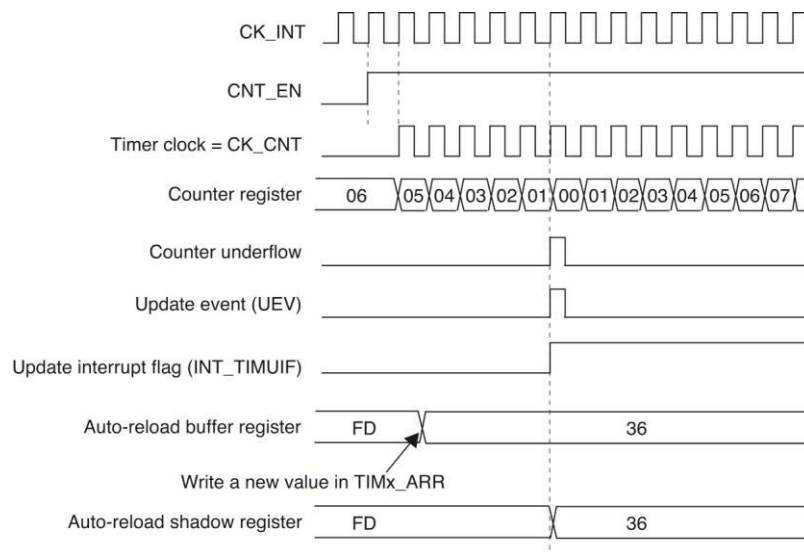 CK_INT
CNT_EN
Timer clock = CK_CNT
Counter register 06 05 04 03 02 01 00 01 02 03 04 05 06 07
Counter underflow
Update event (UEV)
Update interrupt flag (INT_TIMUIF)
Auto-reload buffer register FD 36
Write a new value in TIMx_ARR
Auto-reload shadow register FD 36